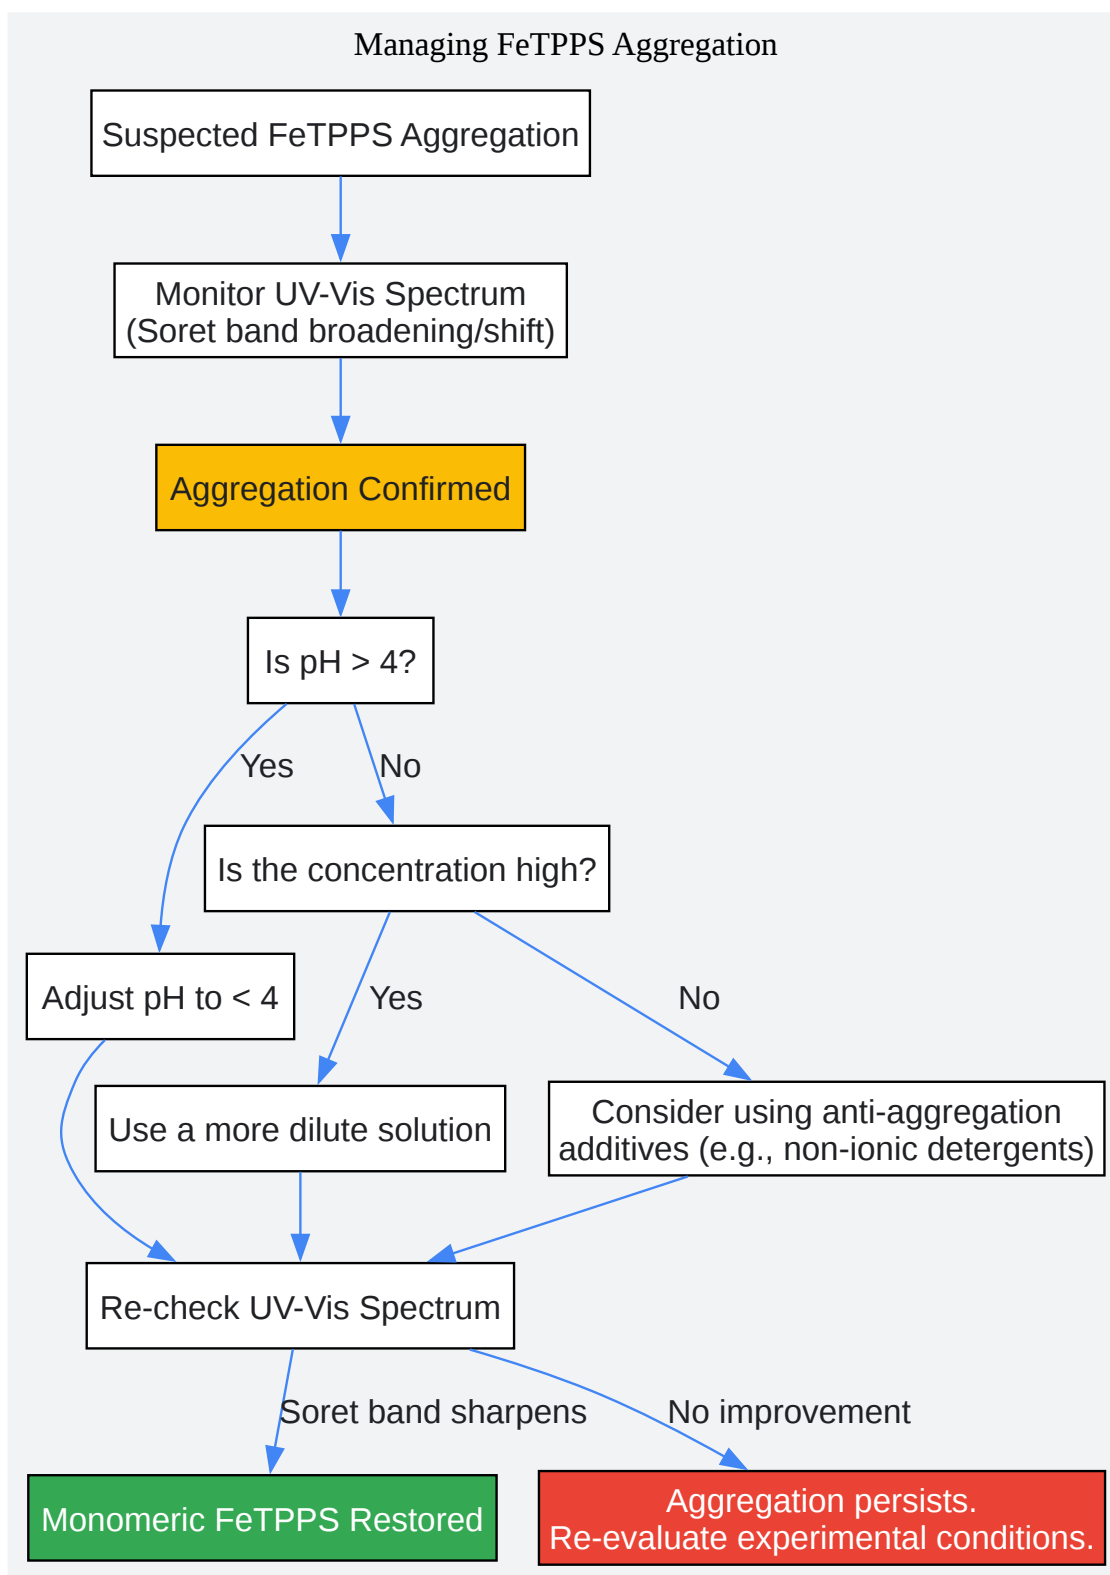 Managing FeTPPS Aggregation
Suspected FeTPPS Aggregation
Monitor UV-Vis Spectrum
(Soret band broadening/shift)
Aggregation Confirmed
Is pH > 4?
Yes
No
Is the concentration high?
Adjust pH to < 4
Yes
No
Use a more dilute solution
Consider using anti-aggregation
additives (e.g., non-ionic detergents)
Re-check UV-Vis Spectrum
Soret band sharpens
No improvement
Monomeric FeTPPS Restored
Aggregation persists.
Re-evaluate experimental conditions.